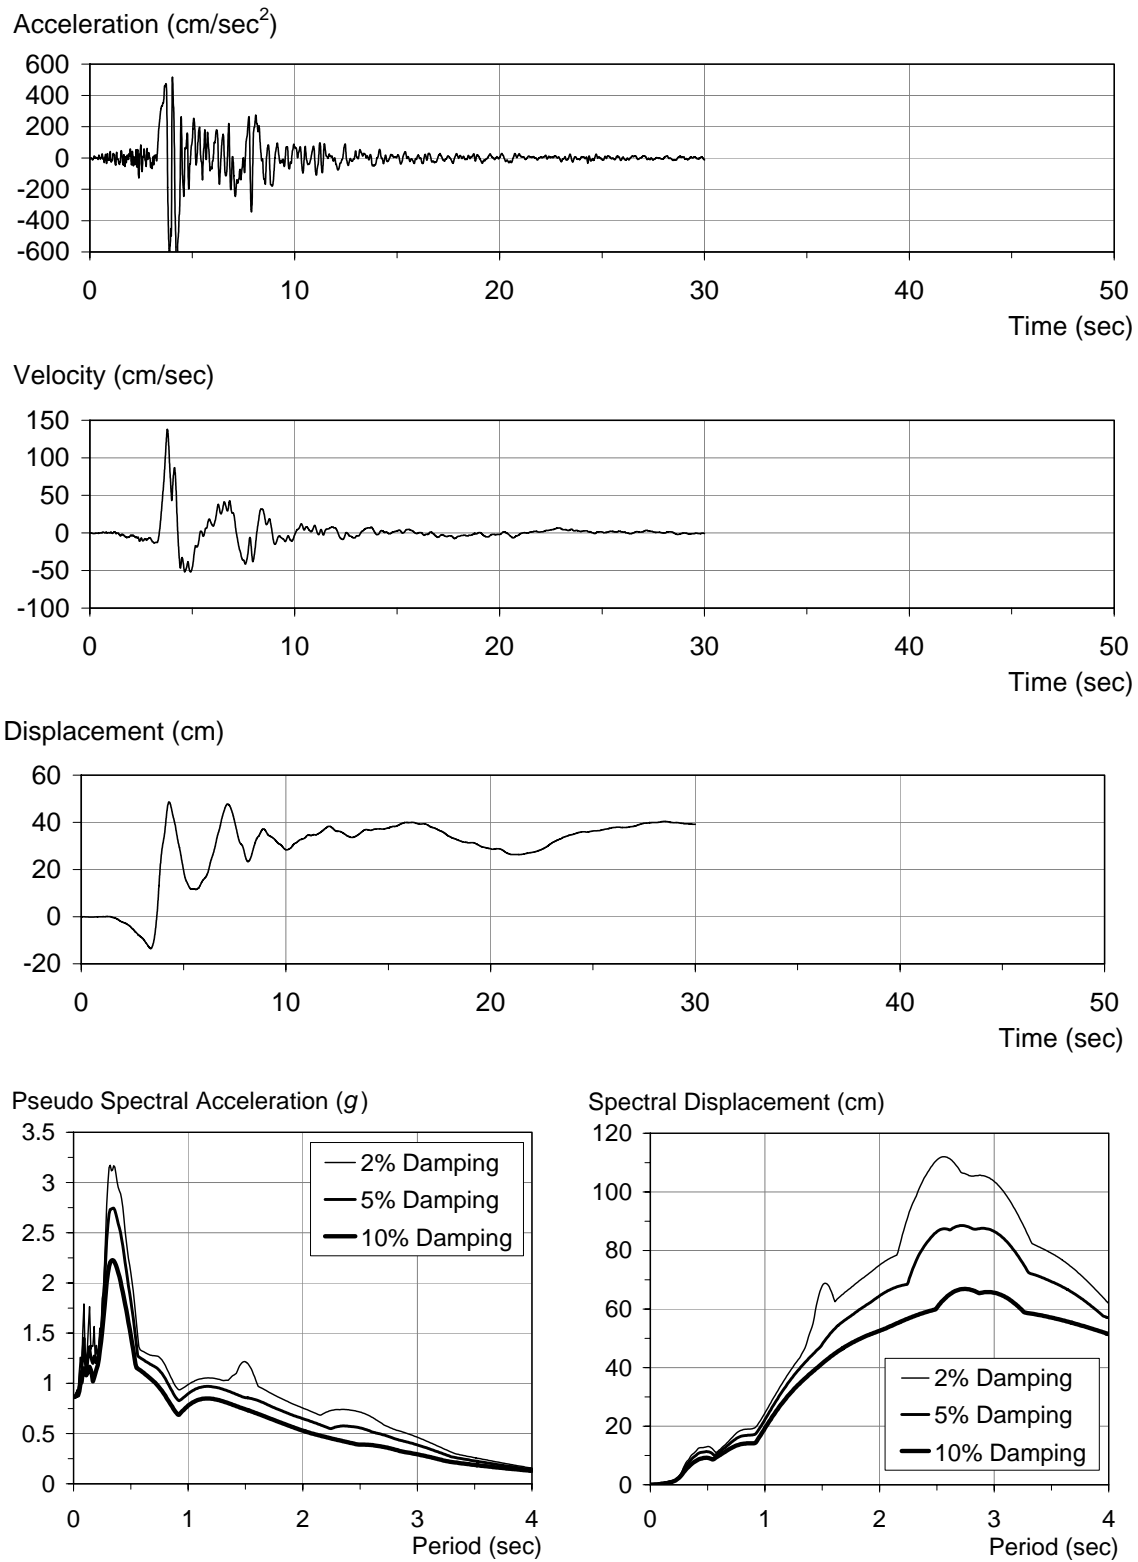 Acceleration (cm/sec2)
600
400
200
0
-200
-400
-600
0 10 20 30 40 50
Time (sec)
Velocity (cm/sec)
150
100
50
0
-50
-100
0 10 20 30 40 50
Time (sec)
Displacement (cm)
60
40
20
0
-20
0 10 20 30 40 50
Time (sec)
Pseudo Spectral Acceleration (g)
3.5
3
2.5
2
1.5
1
0.5
0
2% Damping
5% Damping
10% Damping
0 1 2 3 4
Period (sec)
Spectral Displacement (cm)
120
100
80
60
40
20
0
2% Damping
5% Damping
10% Damping
0 1 2 3 4
Period (sec)